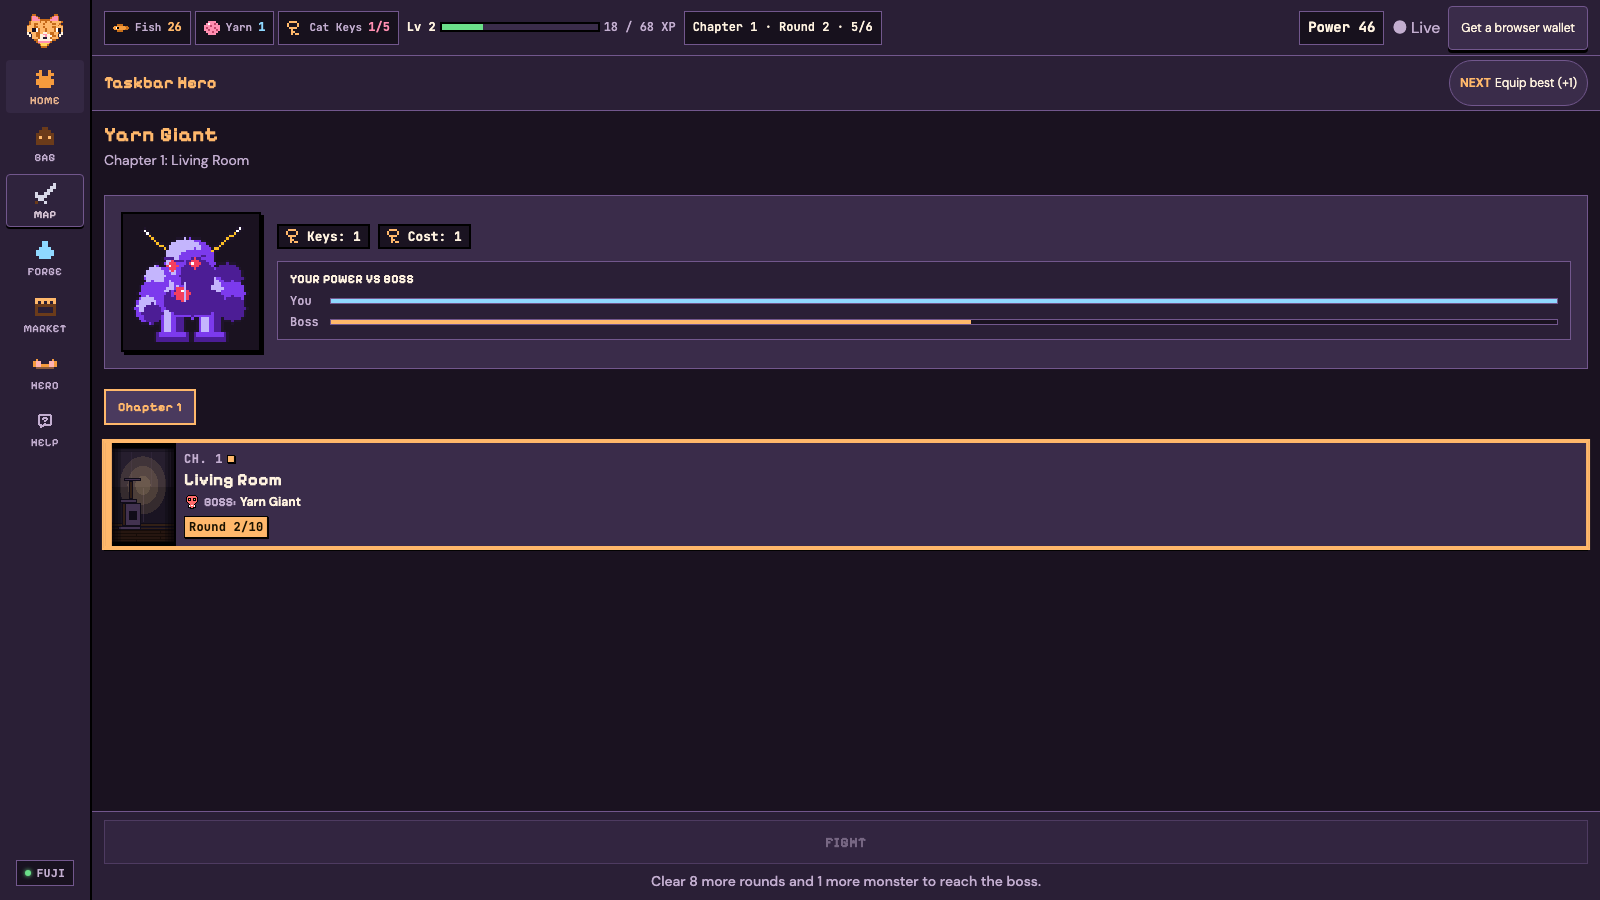 Fish 26
Yarn 1
Cat Keys 1/5
Lv 2
18 / 68 XP
Chapter 1 · Round 2 · 5/6
Power 46
Live
Get a browser wallet
HOME
BAG
MAP
FORGE
MARKET
HERO
HELP
FUJI
Taskbar Hero
NEXT Equip best (+1)
Yarn Giant
Chapter 1: Living Room
Keys: 1
Cost: 1
YOUR POWER VS BOSS
You
Boss
Chapter 1
CH. 1
Living Room
BOSS: Yarn Giant
Round 2/10
FIGHT
Clear 8 more rounds and 1 more monster to reach the boss.